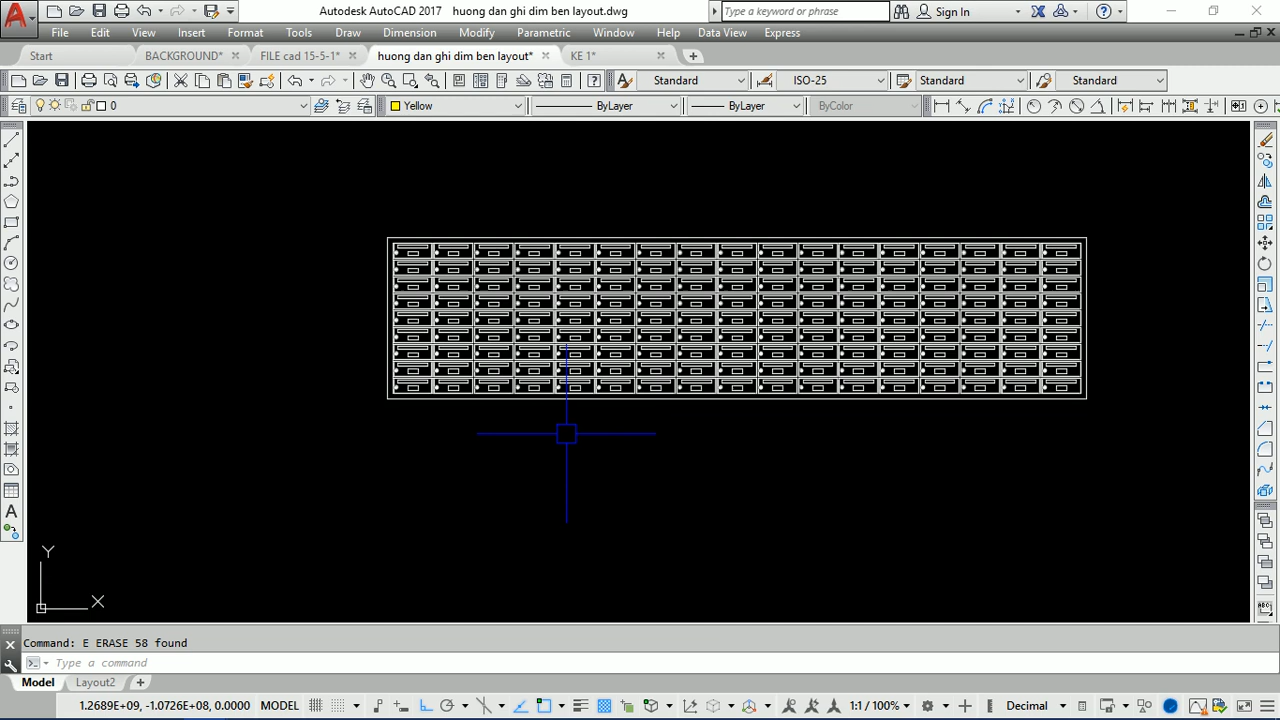 Autodesk AutoCAD 2017 huong dan ghi dim ben layout.dwg
Type a keyword or phrase
Sign In
File Edit View Insert Format Tools Draw Dimension Modify Parametric Window Help Data View Express
Start BACKGROUND* FILE cad 15-5-1* huong dan ghi dim ben layout* KE 1*
Standard ISO-25 Standard Standard
0 Yellow ByLayer ByLayer ByColor
Y
X
Command: E ERASE 58 found
Type a command
Model Layout2
1.2689E+09, -1.0726E+08, 0.0000 MODEL 1:1 / 100% Decimal